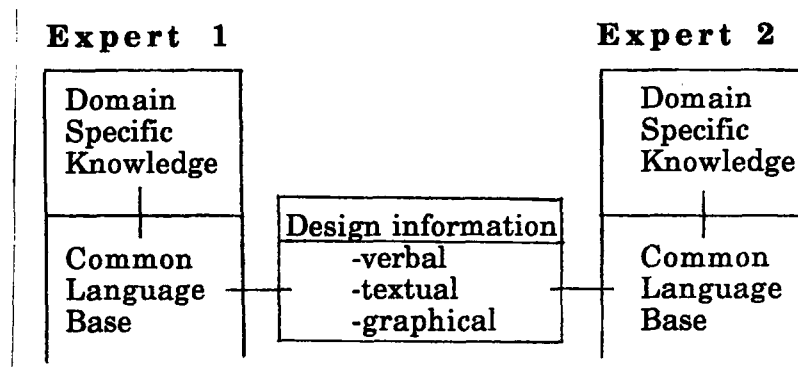 Expert 1
Domain
Specific
Knowledge
Common
Language
Base
Design information
-verbal
-textual
-graphical
Expert 2
Domain
Specific
Knowledge
Common
Language
Base